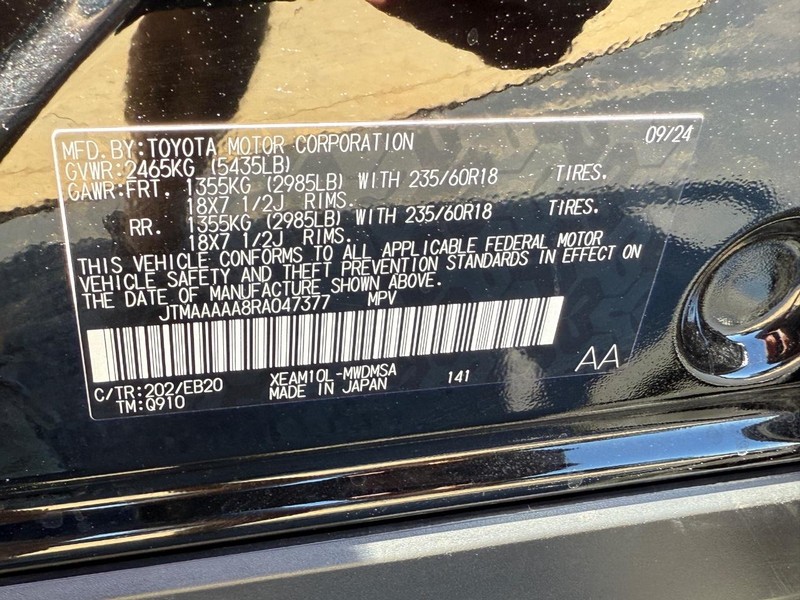 MFD. BY: TOYOTA MOTOR CORPORATION 09/24
GVWR: 2465KG (5435LB)
GAWR: FRT. 1355KG (2985LB) WITH 235/60R18 TIRES.
18X7 1/2J RIMS.
RR. 1355KG (2985LB) WITH 235/60R18 TIRES.
18X7 1/2J RIMS.
THIS VEHICLE CONFORMS TO ALL APPLICABLE FEDERAL MOTOR
VEHICLE SAFETY AND THEFT PREVENTION STANDARDS IN EFFECT ON
THE DATE OF MANUFACTURE SHOWN ABOVE.
JTMAAAAA8RA047377 MPV
C/TR: 202/EB20 XEAM10L-MWDMSA 141 AA
TM: Q910 MADE IN JAPAN